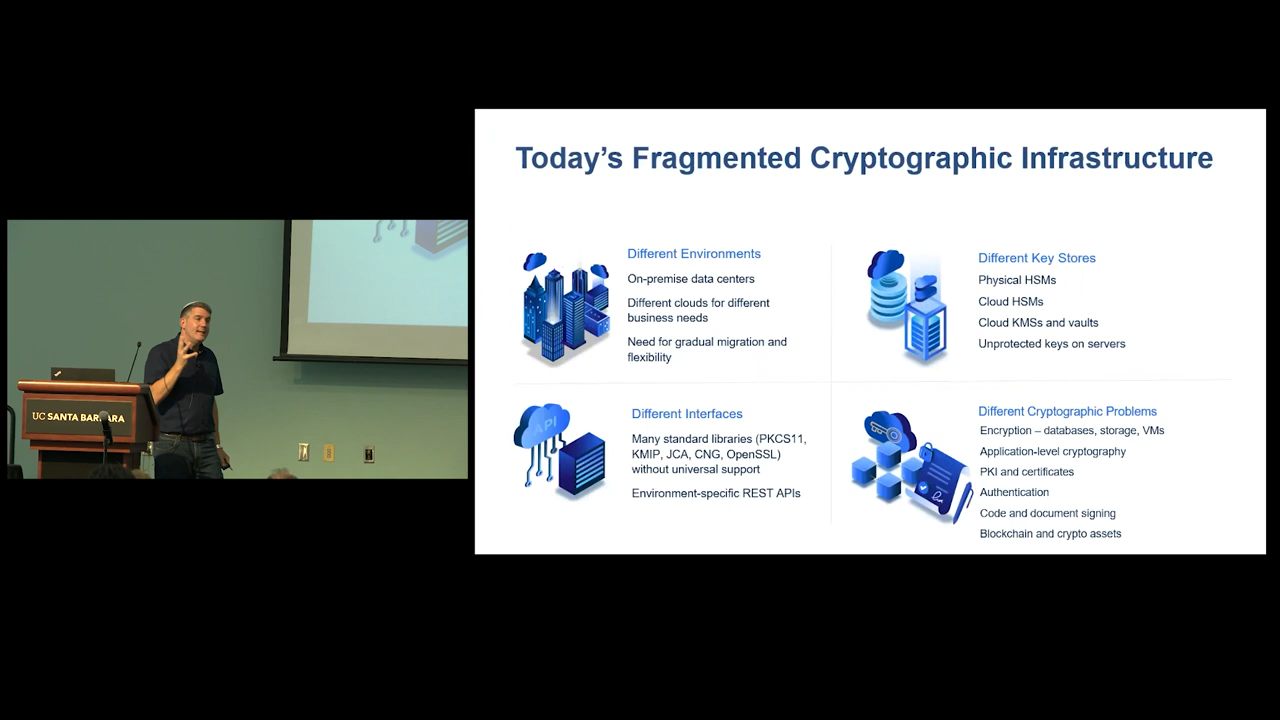 UC SANTA BARBARA
Today’s Fragmented Cryptographic Infrastructure
Different Environments
On-premise data centers
Different clouds for different
business needs
Need for gradual migration and
flexibility
Different Key Stores
Physical HSMs
Cloud HSMs
Cloud KMSs and vaults
Unprotected keys on servers
API
Different Interfaces
Many standard libraries (PKCS11,
KMIP, JCA, CNG, OpenSSL)
without universal support
Environment-specific REST APIs
Different Cryptographic Problems
Encryption – databases, storage, VMs
Application-level cryptography
PKI and certificates
Authentication
Code and document signing
Blockchain and crypto assets